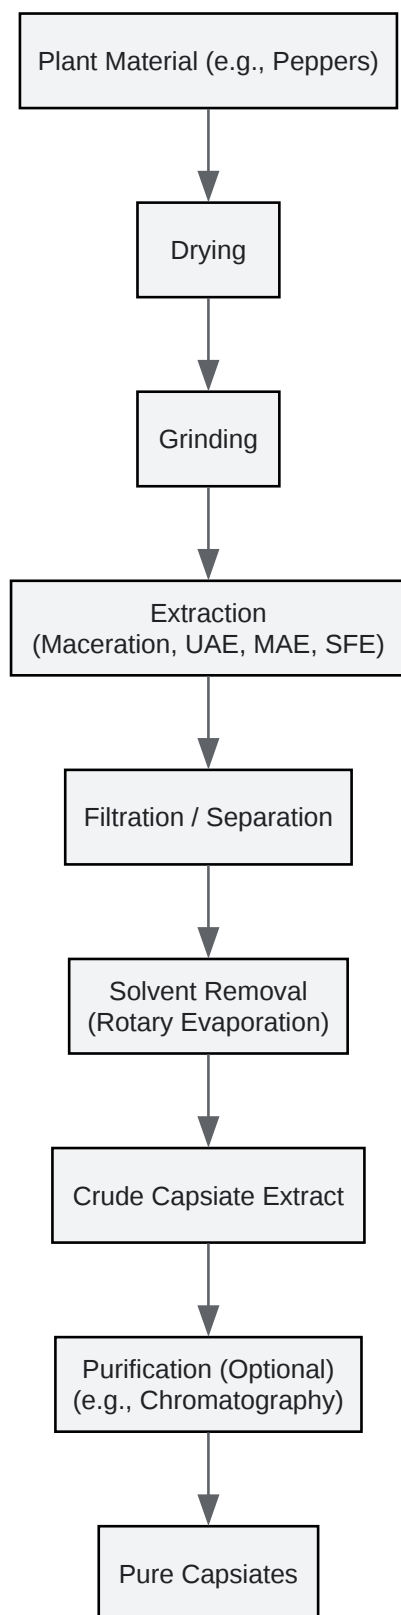 Plant Material (e.g., Peppers)
Drying
Grinding
Extraction
(Maceration, UAE, MAE, SFE)
Filtration / Separation
Solvent Removal
(Rotary Evaporation)
Crude Capsiate Extract
Purification (Optional)
(e.g., Chromatography)
Pure Capsiates